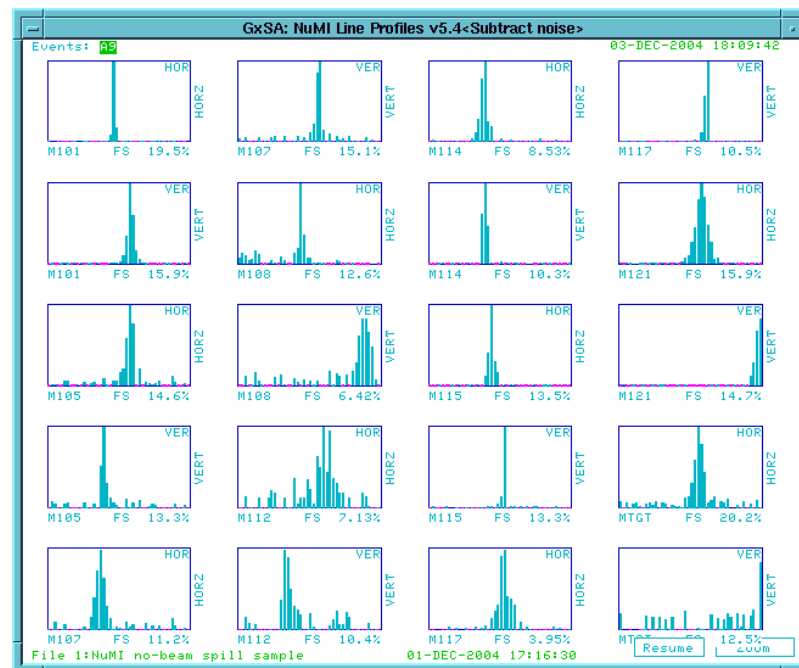 GxSA: NuMI Line Profiles v5.4<Subtract noise>
Events: A9 03-DEC-2004 18:09:42
HOR HORZ VER VERT HOR HORZ VER VERT
M101 FS 19.5% M107 FS 15.1% M114 FS 8.53% M117 FS 10.5%
VER VERT HOR HORZ VER VERT HOR HORZ
M101 FS 15.9% M108 FS 12.6% M114 FS 10.3% M121 FS 15.9%
HOR HORZ VER VERT HOR HORZ VER VERT
M105 FS 14.6% M108 FS 6.42% M115 FS 13.5% M121 FS 14.7%
VER VERT HOR HORZ VER VERT HOR HORZ
M105 FS 13.3% M112 FS 7.13% M115 FS 13.3% MTGT FS 20.2%
HOR HORZ VER VERT HOR HORZ VER VERT
M107 FS 11.2% M112 FS 10.4% M117 FS 3.95% MTGT FS 12.5%
File 1:NuMI no-beam spill sample 01-DEC-2004 17:16:30 Resume Zoom